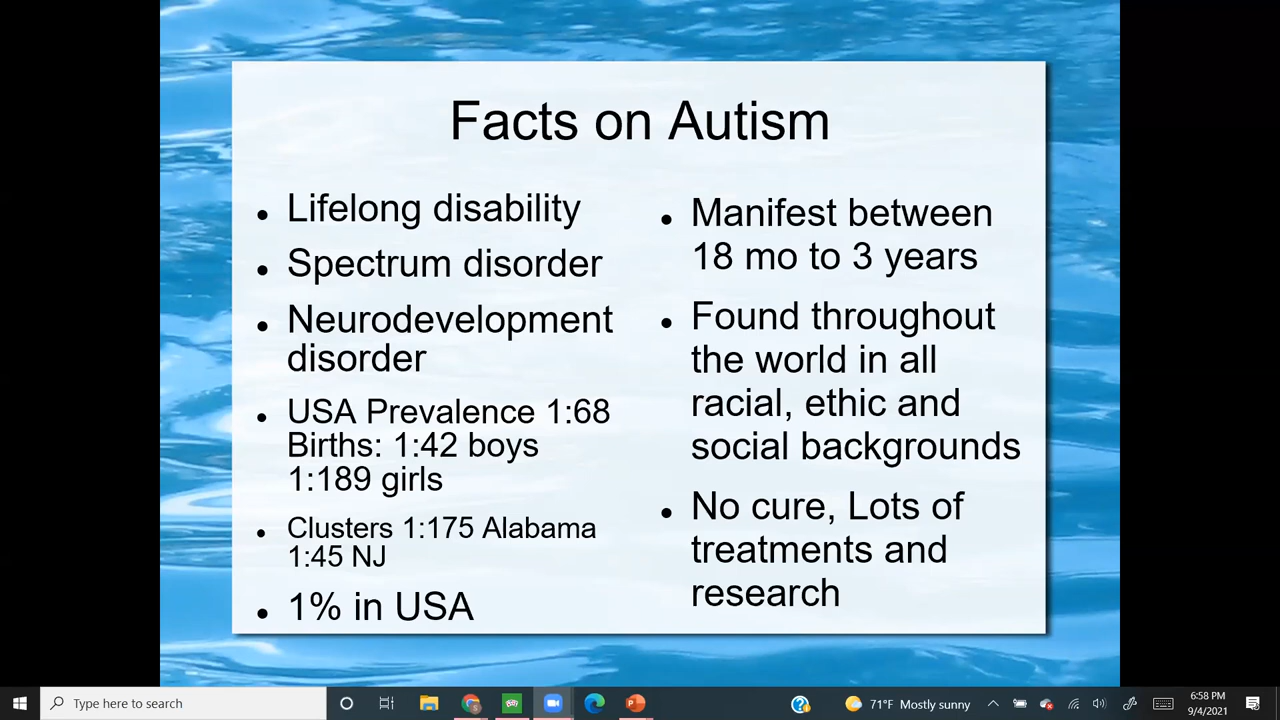 Facts on Autism
Lifelong disability
Spectrum disorder
Neurodevelopment
disorder
USA Prevalence 1:68
Births: 1:42 boys
1:189 girls
Clusters 1:175 Alabama
1:45 NJ
1% in USA
Manifest between
18 mo to 3 years
Found throughout
the world in all
racial, ethic and
social backgrounds
No cure, Lots of
treatments and
research
Type here to search
71°F Mostly sunny
6:58 PM
9/4/2021